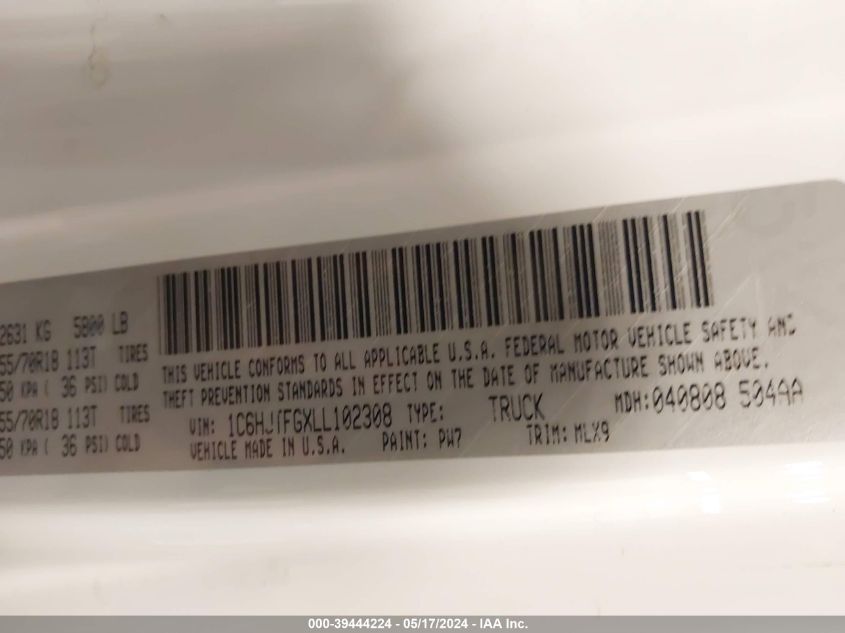 2631 KG 5800 LB
55/70R18 113T TIRES
50 KPA ( 36 PSI) COLD
55/70R18 113T TIRES
50 KPA ( 36 PSI) COLD
THIS VEHICLE CONFORMS TO ALL APPLICABLE U.S.A. FEDERAL MOTOR VEHICLE SAFETY AND
THEFT PREVENTION STANDARDS IN EFFECT ON THE DATE OF MANUFACTURE SHOWN ABOVE.
VIN: 1C6HJTFGXLL102308 TYPE: TRUCK MDH:040808 504AA
VEHICLE MADE IN U.S.A. PAINT: PW7 TRIM: MLX9
000-39444224 - 05/17/2024 - IAA Inc.